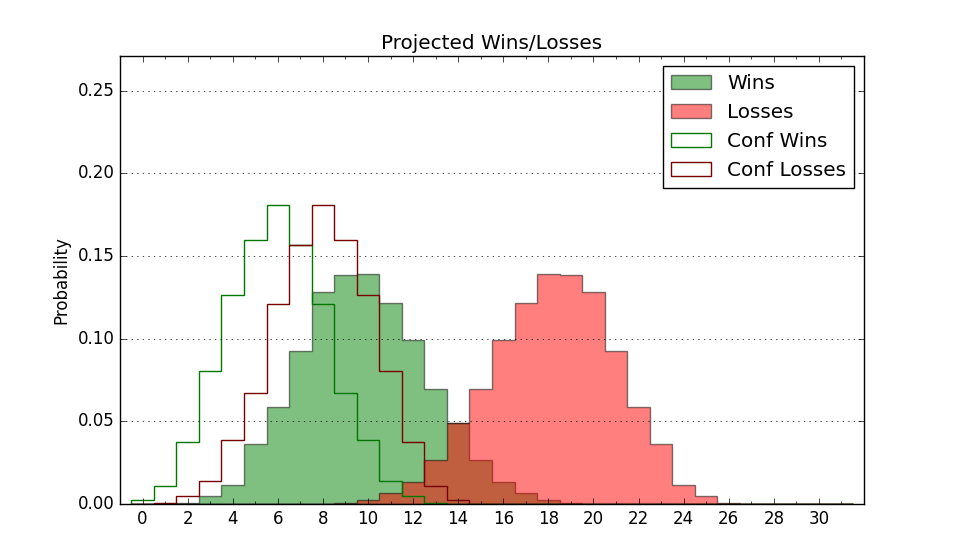 Projected Wins/Losses
Wins
Losses
Conf Wins
Conf Losses
Probability
0.25
0.20
0.15
0.10
0.05
0.00
0 2 4 6 8 10 12 14 16 18 20 22 24 26 28 30